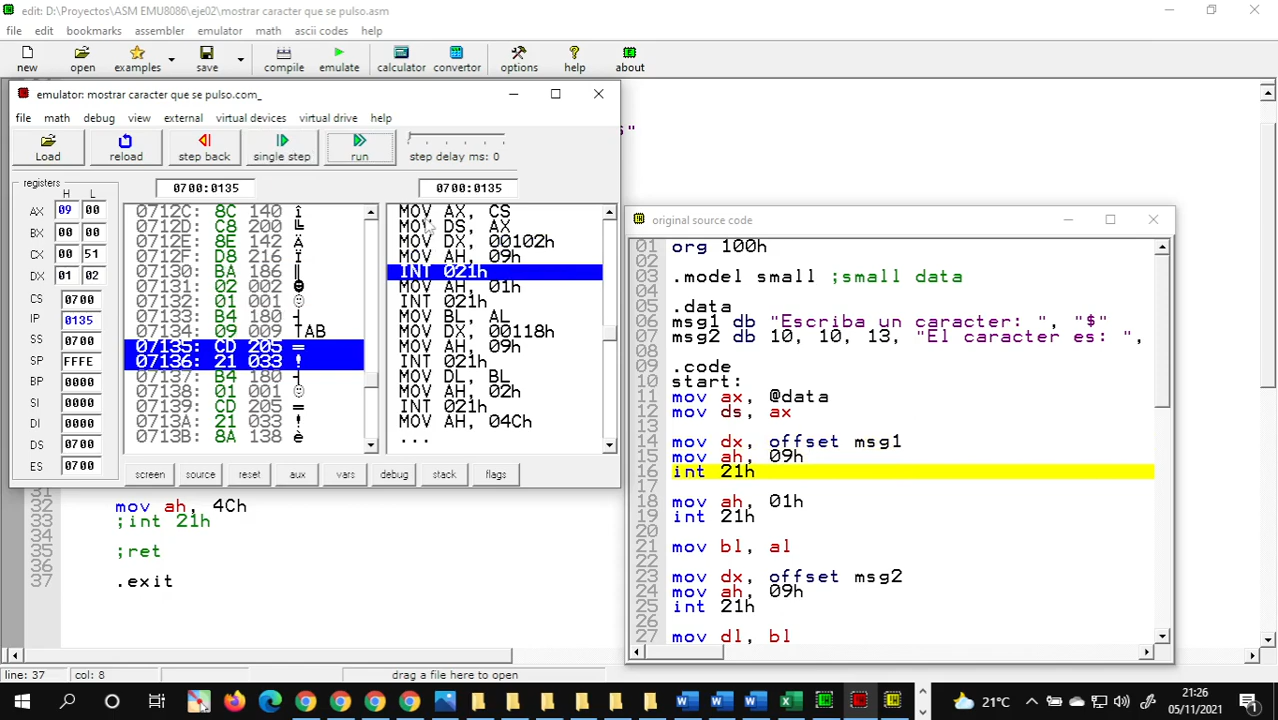 edit: D:\Proyectos\ASM EMU8086\eje02\mostrar caracter que se pulso.asm
file edit bookmarks assembler emulator math ascii codes help
new open examples save compile emulate calculator convertor options help about
emulator: mostrar caracter que se pulso.com_
file math debug view external virtual devices virtual drive help
Load reload step back single step run step delay ms: 0
registers
H L
AX 09 00
BX 00 00
CX 00 51
DX 01 02
CS 0700
IP 0135
SS 0700
SP FFFE
BP 0000
SI 0000
DI 0000
DS 0700
ES 0700
0700:0135 0700:0135
0712C: 8C 140 î
0712D: C8 200 ╚
0712E: 8E 142 Ä
0712F: D8 216 ╪
07130: BA 186 ║
07131: 02 002 ☻
07132: 01 001 ☺
07133: B4 180 ┤
07134: 09 009 TAB
07135: CD 205 ═
07136: 21 033 !
07137: B4 180 ┤
07138: 01 001 ☺
07139: CD 205 ═
0713A: 21 033 !
0713B: 8A 138 è
MOV AX, CS
MOV DS, AX
MOV DX, 00102h
MOV AH, 09h
INT 021h
MOV AH, 01h
INT 021h
MOV BL, AL
MOV DX, 00118h
MOV AH, 09h
INT 021h
MOV DL, BL
MOV AH, 02h
INT 021h
MOV AH, 04Ch
...
screen source reset aux vars debug stack flags
"
original source code
01 org 100h
02
03 .model small ;small data
04
05 .data
06 msg1 db "Escriba un caracter: ", "$"
07 msg2 db 10, 10, 13, "El caracter es: ",
08
09 .code
10 start:
11 mov ax, @data
12 mov ds, ax
14 mov dx, offset msg1
15 mov ah, 09h
16 int 21h
17
18 mov ah, 01h
19 int 21h
20
21 mov bl, al
22
23 mov dx, offset msg2
24 mov ah, 09h
25 int 21h
27 mov dl, bl
31
32 mov ah, 4Ch
33 ;int 21h
34
35 ;ret
36
37 .exit
line: 37 col: 8 drag a file here to open
21°C
21:26
05/11/2021
1